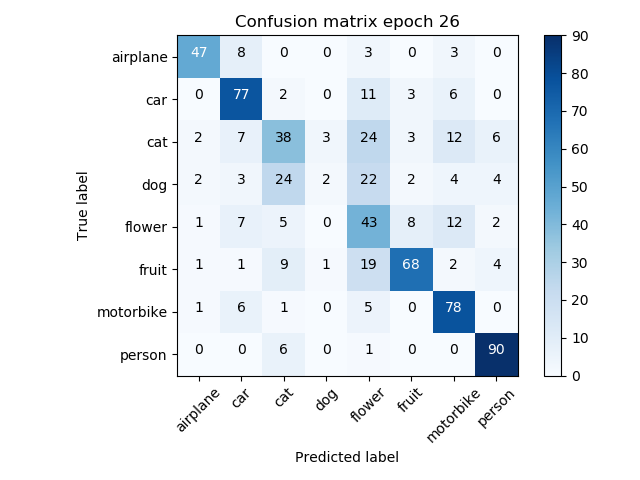 Confusion matrix epoch 26
True label
airplane 47 8 0 0 3 0 3 0
car 0 77 2 0 11 3 6 0
cat 2 7 38 3 24 3 12 6
dog 2 3 24 2 22 2 4 4
flower 1 7 5 0 43 8 12 2
fruit 1 1 9 1 19 68 2 4
motorbike 1 6 1 0 5 0 78 0
person 0 0 6 0 1 0 0 90
airplane car cat dog flower fruit motorbike person
Predicted label
90
80
70
60
50
40
30
20
10
0